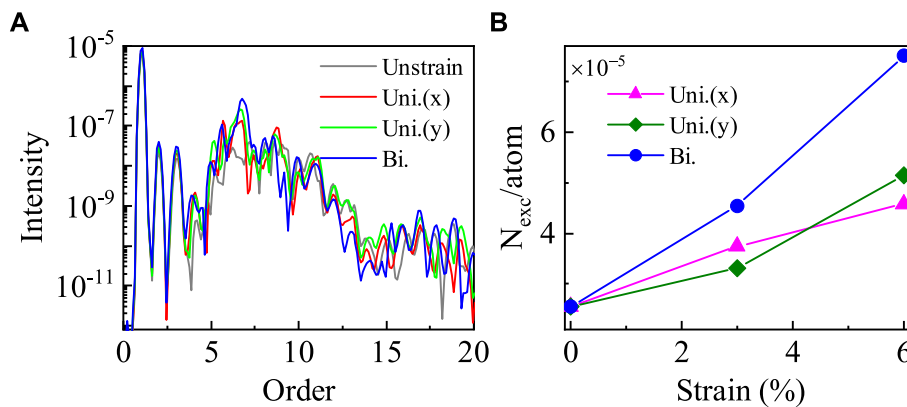 A
10⁻⁵
10⁻⁷
10⁻⁹
10⁻¹¹
Intensity
Unstrain
Uni.(x)
Uni.(y)
Bi.
0 5 10 15 20
Order
B
×10⁻⁵
6
4
N_exc/atom
Uni.(x)
Uni.(y)
Bi.
0 2 4 6
Strain (%)